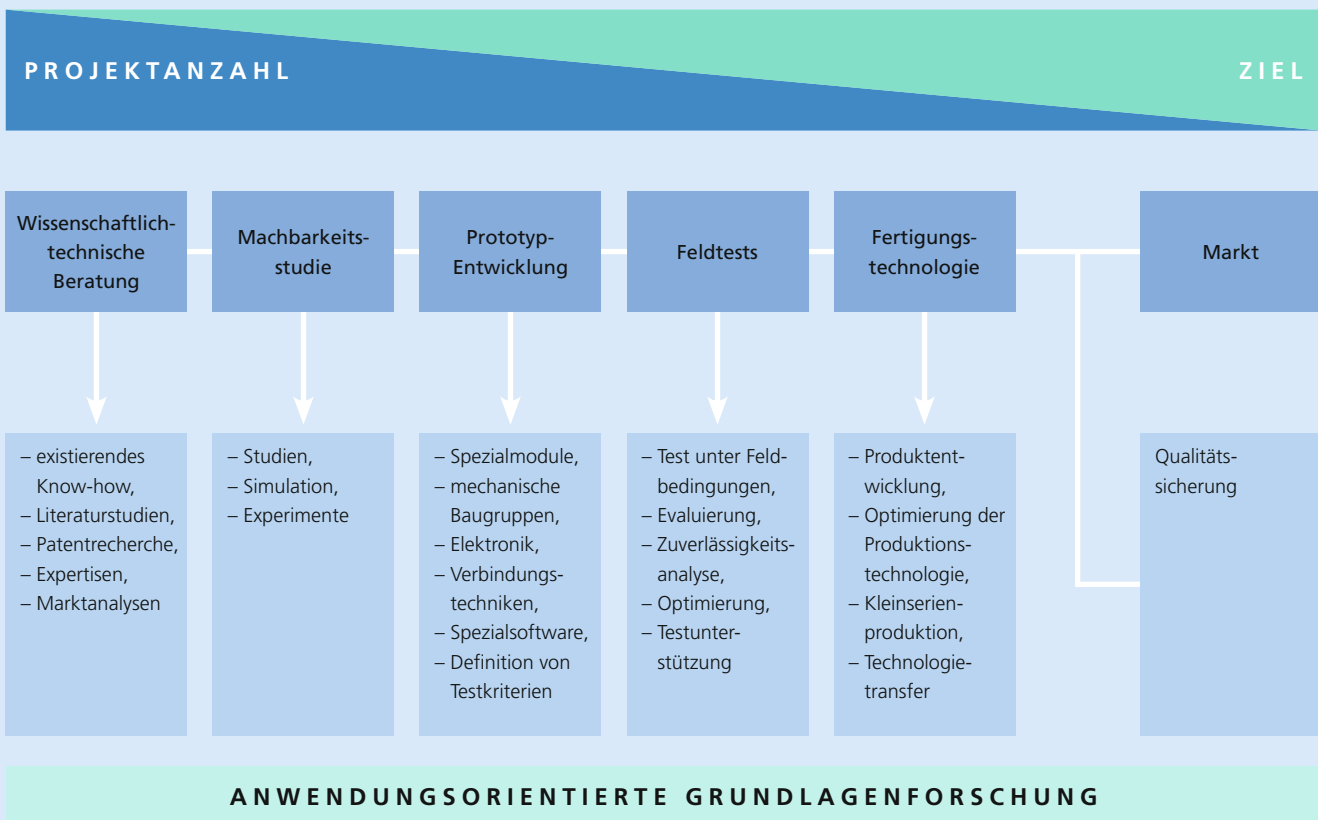 PROJEKTANZAHL
ZIEL
Wissenschaftlich-
technische
Beratung
Machbarkeits-
studie
Prototyp-
Entwicklung
Feldtests
Fertigungs-
technologie
Markt
– existierendes
Know-how,
– Literaturstudien,
– Patentrecherche,
– Expertisen,
– Marktanalysen
– Studien,
– Simulation,
– Experimente
– Spezialmodule,
– mechanische
Baugruppen,
– Elektronik,
– Verbindungs-
techniken,
– Spezialsoftware,
– Definition von
Testkriterien
– Test unter Feld-
bedingungen,
– Evaluierung,
– Zuverlässigkeits-
analyse,
– Optimierung,
– Testunter-
stützung
– Produktent-
wicklung,
– Optimierung der
Produktions-
technologie,
– Kleinserien-
produktion,
– Technologie-
transfer
Qualitäts-
sicherung
ANWENDUNGSORIENTIERTE GRUNDLAGENFORSCHUNG